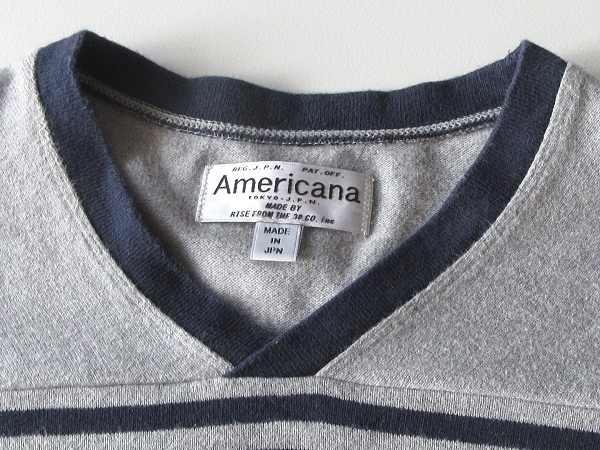 REG.J.P.N. PAT.OFF.
Americana
TOKYO-J.P.N.
MADE BY
RISE FROM THE 30 CO. inc
MADE
IN
JPN